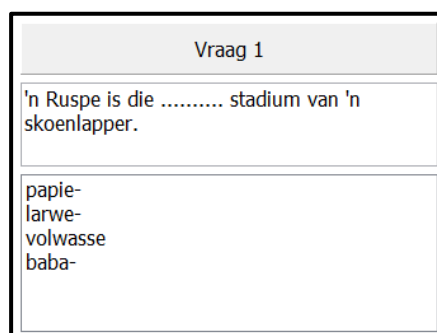 Vraag 1
'n Ruspe is die .......... stadium van 'n
skoenlapper.
papie-
larwe-
volwasse
baba-